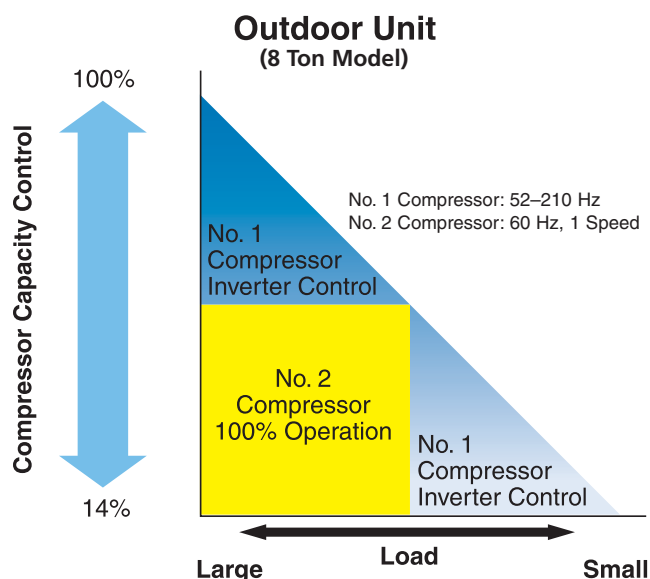 Outdoor Unit
(8 Ton Model)
100%
Compressor Capacity Control
14%
No. 1 Compressor: 52–210 Hz
No. 2 Compressor: 60 Hz, 1 Speed
No. 1
Compressor
Inverter Control
No. 2
Compressor
100% Operation
No. 1
Compressor
Inverter Control
Large
Load
Small